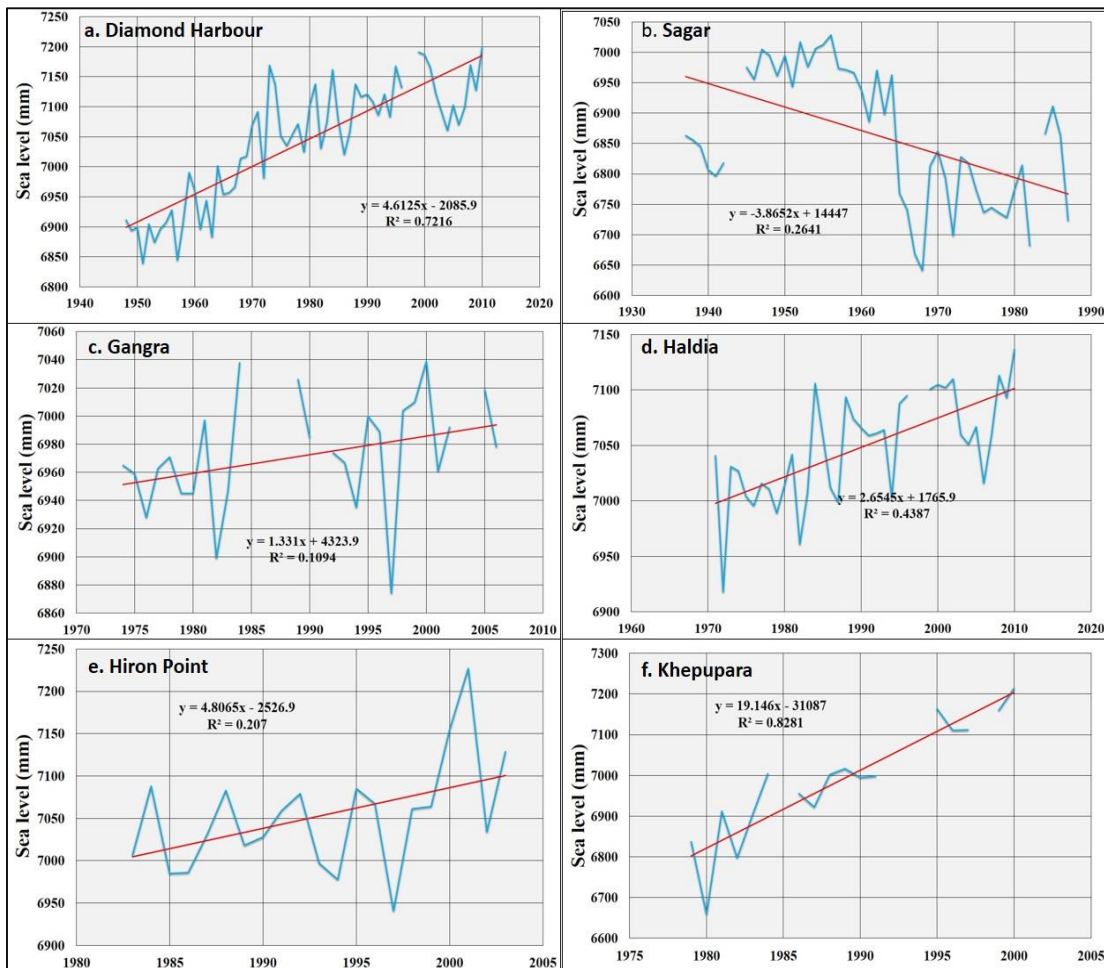 a. Diamond Harbour
Sea level (mm)
7250
7200
7150
7100
7050
7000
6950
6900
6850
6800
y = 4.6125x - 2085.9
R² = 0.7216
1940 1950 1960 1970 1980 1990 2000 2010 2020
b. Sagar
Sea level (mm)
7050
7000
6950
6900
6850
6800
6750
6700
6650
6600
y = -3.8652x + 14447
R² = 0.2641
1930 1940 1950 1960 1970 1980 1990
c. Gangra
Sea level (mm)
7060
7040
7020
7000
6980
6960
6940
6920
6900
6880
6860
y = 1.331x + 4323.9
R² = 0.1094
1970 1975 1980 1985 1990 1995 2000 2005 2010
d. Haldia
Sea level (mm)
7150
7100
7050
7000
6950
6900
y = 2.6545x + 1765.9
R² = 0.4387
1960 1970 1980 1990 2000 2010 2020
e. Hiron Point
Sea level (mm)
7250
7200
7150
7100
7050
7000
6950
6900
y = 4.8065x - 2526.9
R² = 0.207
1980 1985 1990 1995 2000 2005
f. Khepupara
Sea level (mm)
7300
7200
7100
7000
6900
6800
6700
6600
y = 19.146x - 31087
R² = 0.8281
1975 1980 1985 1990 1995 2000 2005